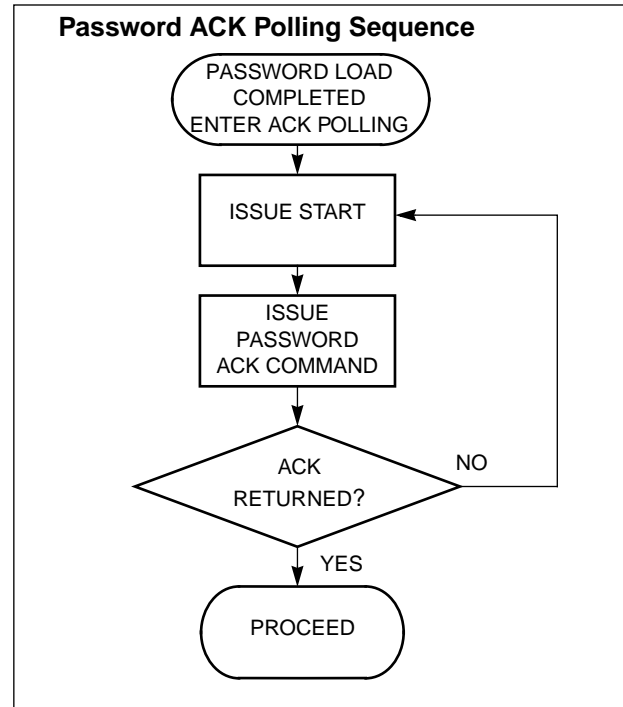 Password ACK Polling Sequence
PASSWORD LOAD
COMPLETED
ENTER ACK POLLING
ISSUE START
ISSUE
PASSWORD
ACK COMMAND
ACK
RETURNED?
NO
YES
PROCEED